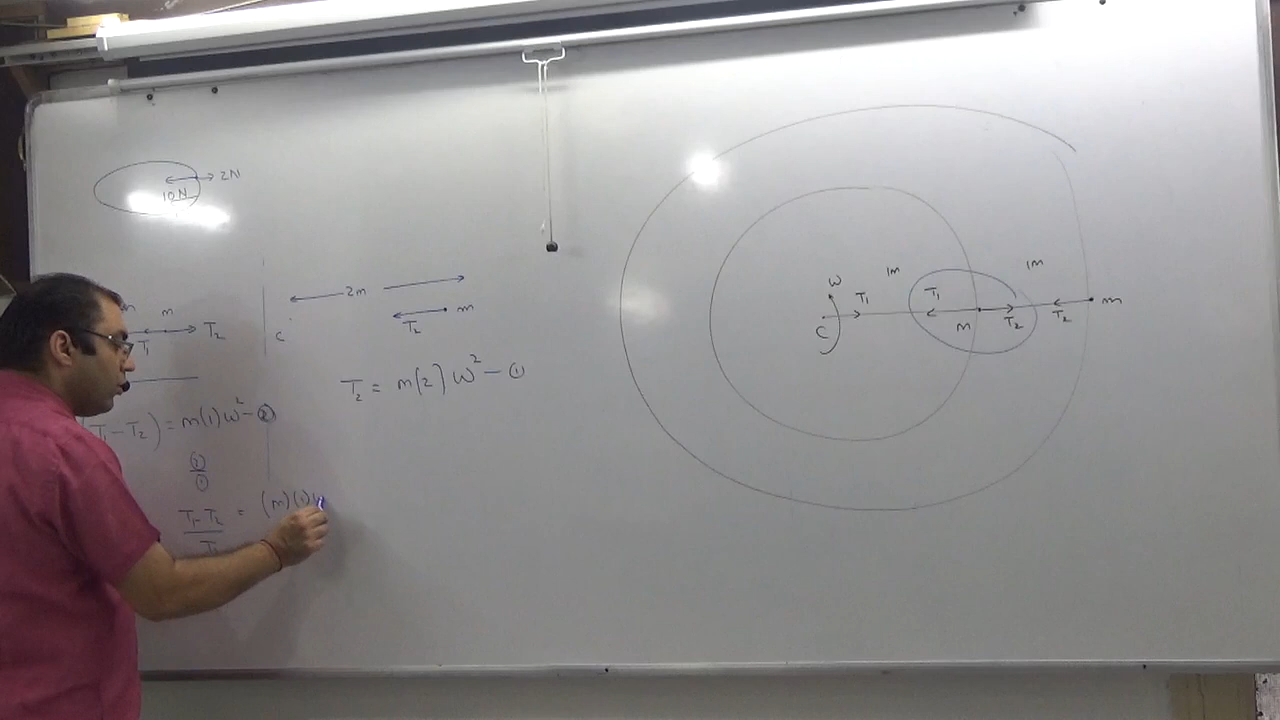 2N
10N
m
T₁
T₂
2m
C
T₂
m
T₂ = m(2)ω² – ①
(T₁–T₂) = m(1)ω² – ②
②
①
T₁–T₂ = (m)(1)
ω
1m
1m
T₁
T₁
C
m
T₂
T₂
m